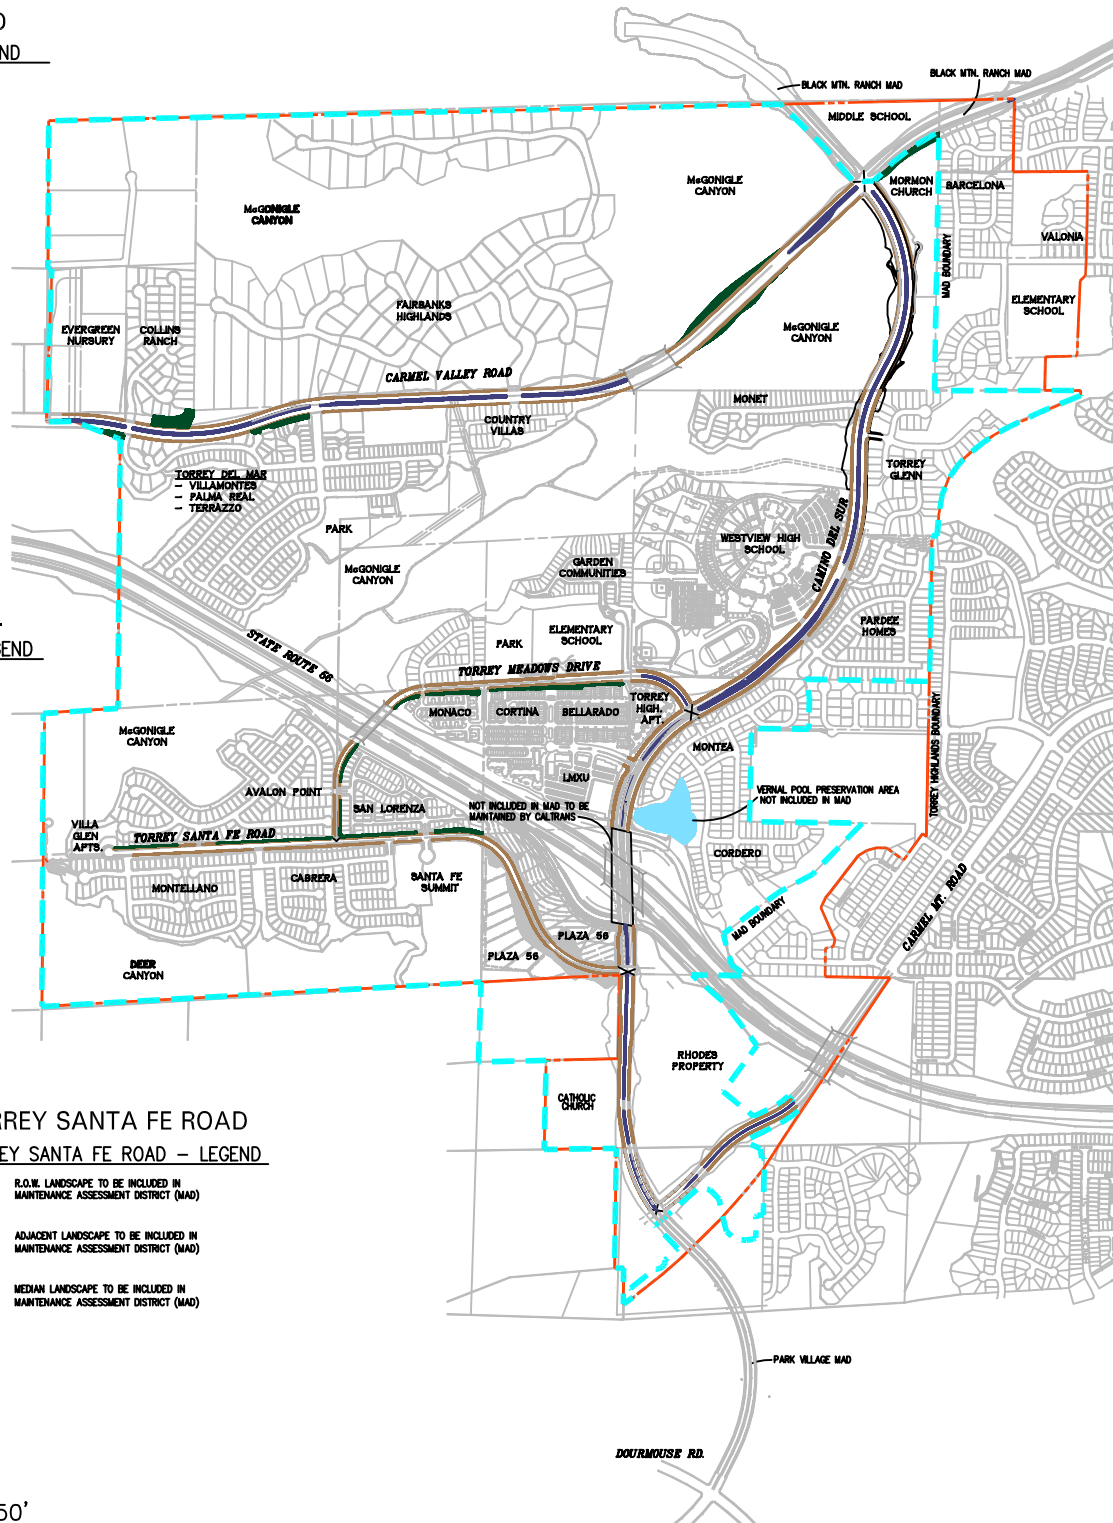 O
ND
BLACK MTN. RANCH MAD
BLACK MTN. RANCH MAD
MIDDLE SCHOOL
McGONIGLE
CANYON
MORMON
CHURCH
BARCELONA
McGONIGLE
CANYON
VALONIA
MAD BOUNDARY
ELEMENTARY
SCHOOL
FAIRBANKS
HIGHLANDS
EVERGREEN
NURSURY
COLLINS
RANCH
McGONIGLE
CANYON
CARMEL VALLEY ROAD
MONET
COUNTRY
VILLAS
TORREY
GLENN
TORREY DEL MAR
- VILLAMONTES
- PALMA REAL
- TERRAZZO
PARK
WESTVIEW HIGH
SCHOOL
CAMINO DEL SUR
McGONIGLE
CANYON
GARDEN
COMMUNITIES
PARDEE
HOMES
GEND
STATE ROUTE 56
PARK
ELEMENTARY
SCHOOL
TORREY MEADOWS DRIVE
TORREY
HIGH.
APT.
MONACO
CORTINA
BELLARADO
McGONIGLE
CANYON
MONTEA
TORREY HIGHLANDS BOUNDARY
LMXU
AVALON POINT
SAN LORENZA
NOT INCLUDED IN MAD TO BE
MAINTAINED BY CALTRANS
VERNAL POOL PRESERVATION AREA
NOT INCLUDED IN MAD
VILLA
GLEN
APTS.
TORREY SANTA FE ROAD
CORDERO
MONTELLANO
CABRERA
SANTA FE
SUMMIT
CARMEL MT. ROAD
MAD BOUNDARY
PLAZA 56
PLAZA 56
DEER
CANYON
RHODES
PROPERTY
CATHOLIC
CHURCH
RREY SANTA FE ROAD
EY SANTA FE ROAD – LEGEND
R.O.W. LANDSCAPE TO BE INCLUDED IN
MAINTENANCE ASSESSMENT DISTRICT (MAD)
ADJACENT LANDSCAPE TO BE INCLUDED IN
MAINTENANCE ASSESSMENT DISTRICT (MAD)
MEDIAN LANDSCAPE TO BE INCLUDED IN
MAINTENANCE ASSESSMENT DISTRICT (MAD)
PARK VILLAGE MAD
DOURMOUSE RD.
50'